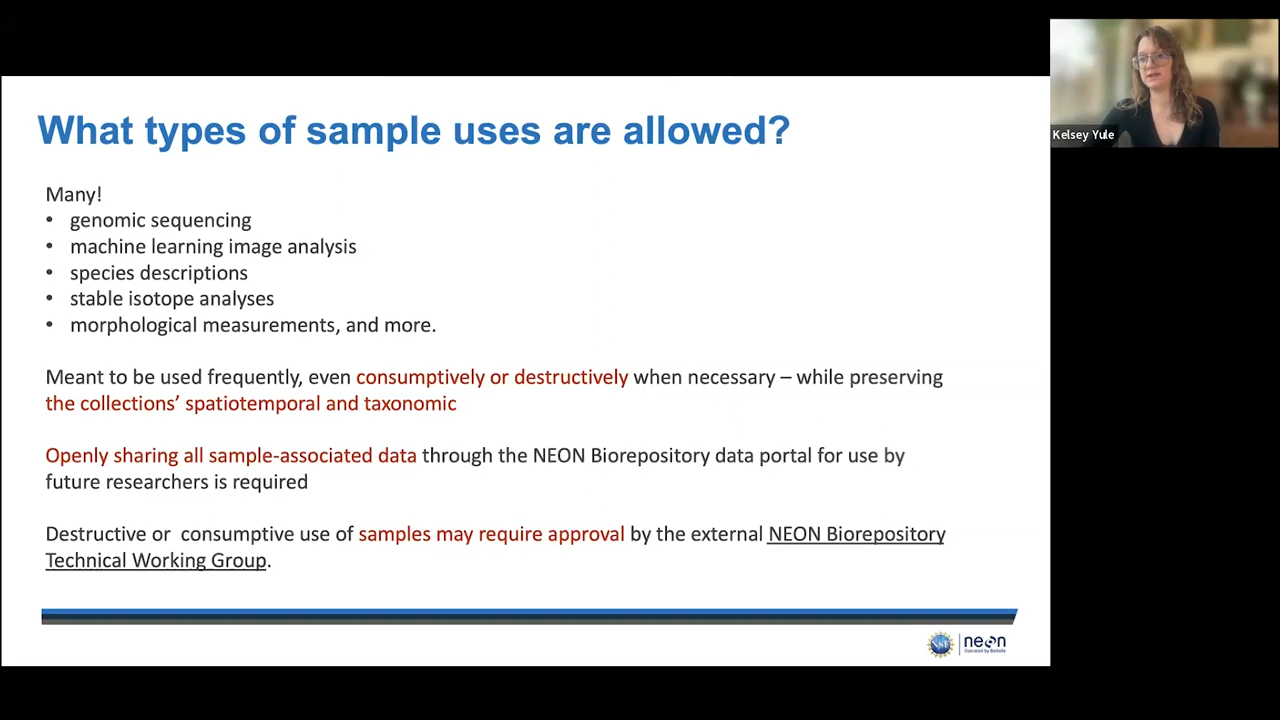 What types of sample uses are allowed?
Kelsey Yule
Many!
• genomic sequencing
• machine learning image analysis
• species descriptions
• stable isotope analyses
• morphological measurements, and more.
Meant to be used frequently, even consumptively or destructively when necessary – while preserving
the collections’ spatiotemporal and taxonomic
Openly sharing all sample-associated data through the NEON Biorepository data portal for use by
future researchers is required
Destructive or consumptive use of samples may require approval by the external NEON Biorepository
Technical Working Group.
NSF
neon
Operated by Battelle